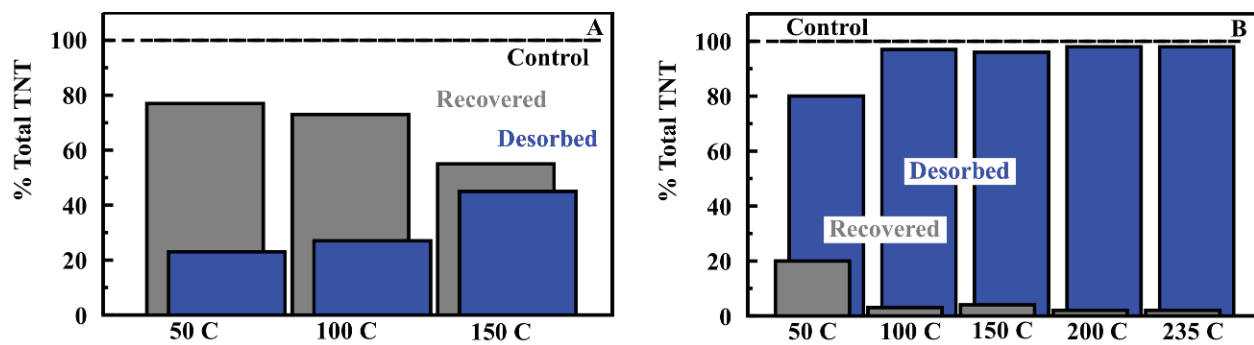 A
% Total TNT
100
80
60
40
20
0
Control
Recovered
Desorbed
50 C
100 C
150 C
B
% Total TNT
100
80
60
40
20
0
Control
Desorbed
Recovered
50 C
100 C
150 C
200 C
235 C